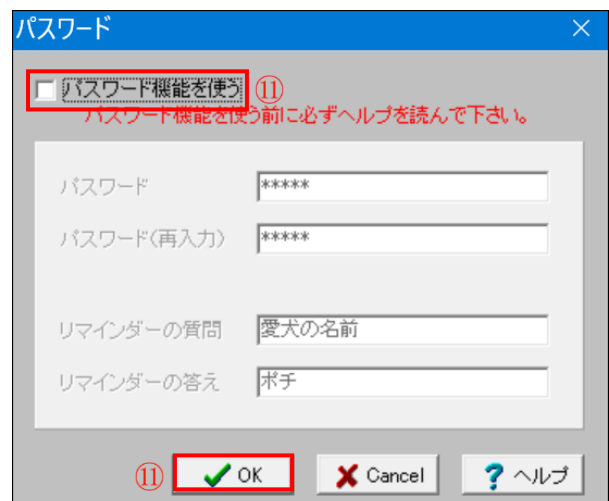 パスワード
パスワード機能を使う ⑪
パスワード機能を使う前に必ずヘルプを読んで下さい。
パスワード *****
パスワード(再入力) *****
リマインダーの質問 愛犬の名前
リマインダーの答え ポチ
⑪ OK Cancel ? ヘルプ